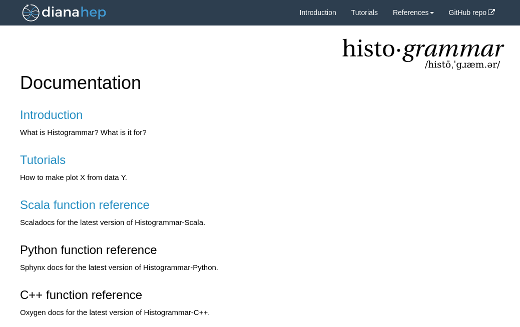 dianahep
Introduction Tutorials References GitHub repo
histo·grammar
/histō,ˈgɹæm.ər/
Documentation
Introduction
What is Histogrammar? What is it for?
Tutorials
How to make plot X from data Y.
Scala function reference
Scaladocs for the latest version of Histogrammar-Scala.
Python function reference
Sphynx docs for the latest version of Histogrammar-Python.
C++ function reference
Oxygen docs for the latest version of Histogrammar-C++.